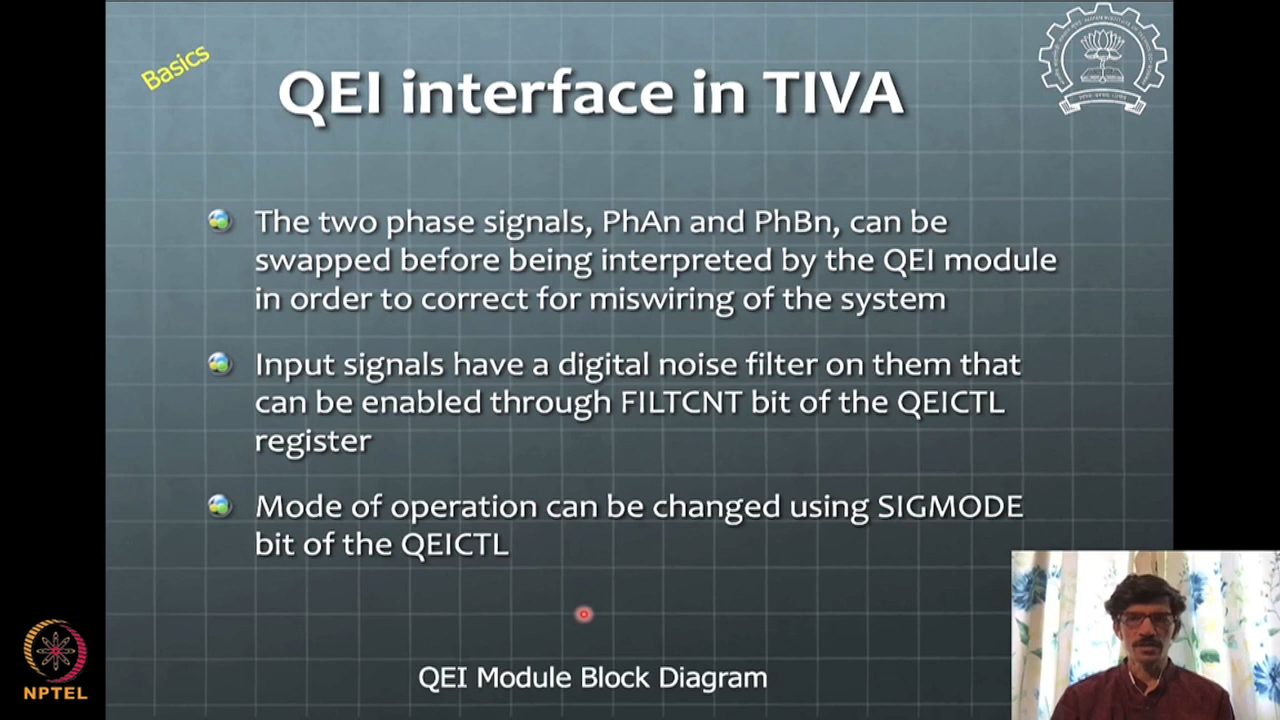 Basics
QEI interface in TIVA
The two phase signals, PhAn and PhBn, can be
swapped before being interpreted by the QEI module
in order to correct for miswiring of the system
Input signals have a digital noise filter on them that
can be enabled through FILTCNT bit of the QEICTL
register
Mode of operation can be changed using SIGMODE
bit of the QEICTL
QEI Module Block Diagram
NPTEL